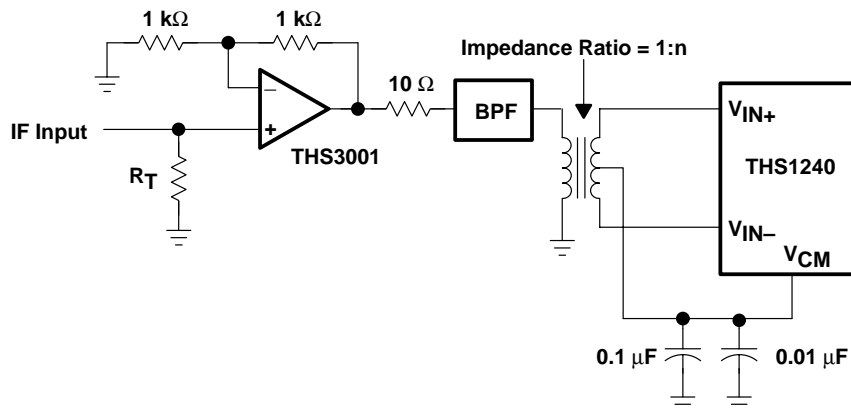 1 kΩ
1 kΩ
Impedance Ratio = 1:n
10 Ω
−
+
BPF
VIN+
IF Input
THS3001
THS1240
RT
VIN−
VCM
0.1 μF
0.01 μF